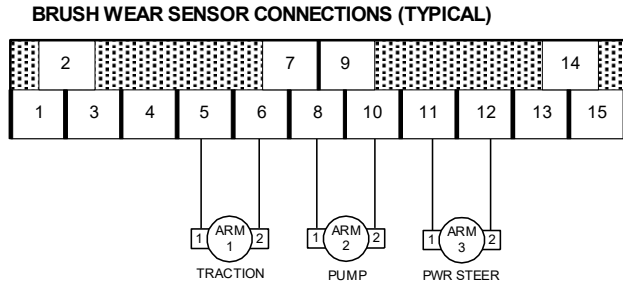 BRUSH WEAR SENSOR CONNECTIONS (TYPICAL)
2 7 9 14
1 3 4 5 6 8 10 11 12 13 15
1 ARM 1 2 1 ARM 2 2 1 ARM 3 2
TRACTION PUMP PWR STEER